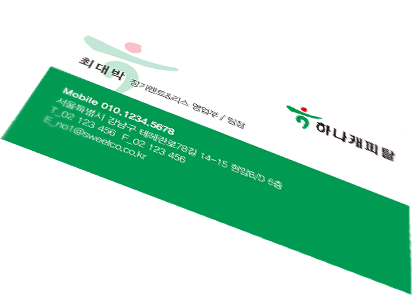 최대박 장기렌트&리스 영업부 / 팀장
하나캐피탈
Mobile 010.1234.5678
서울특별시 강남구 테헤란로78길 14-15 현암B/D 6층
T_02 123 456 F_02 123 456
E_no1@sweetco.co.kr